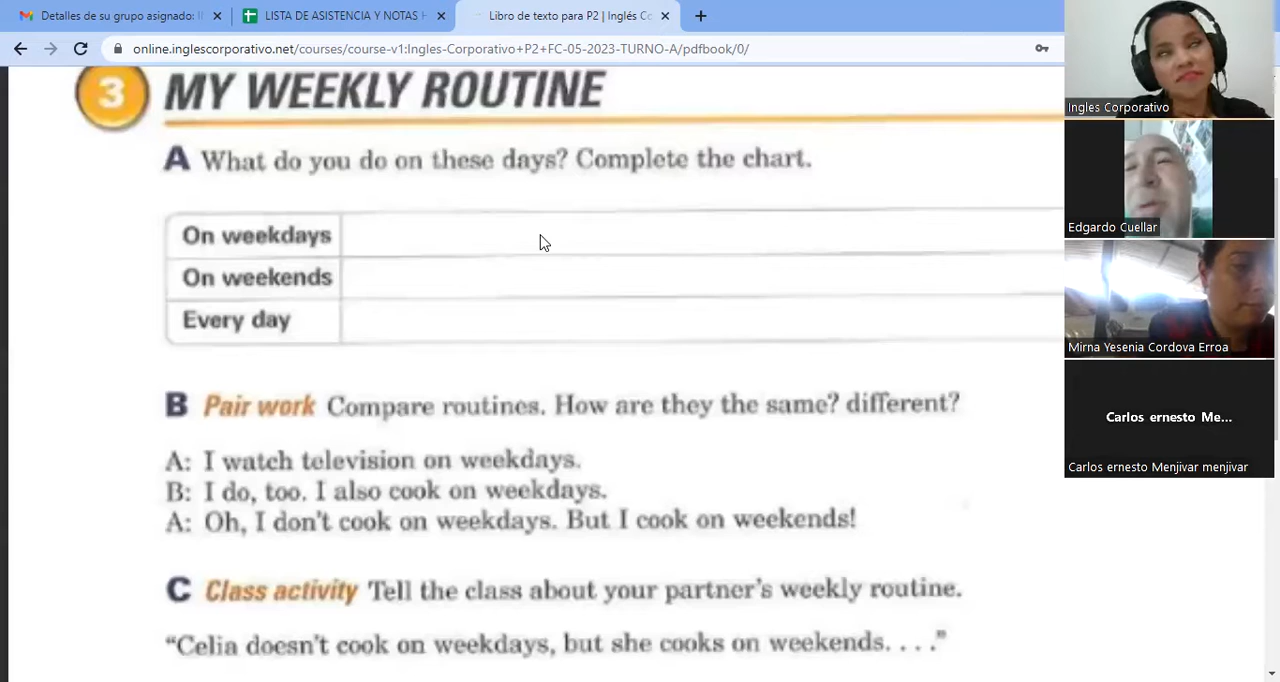 Detalles de su grupo asignado: I
LISTA DE ASISTENCIA Y NOTAS
Libro de texto para P2 | Inglés Co
online.inglescorporativo.net/courses/course-v1:Ingles-Corporativo+P2+FC-05-2023-TURNO-A/pdfbook/0/
3 MY WEEKLY ROUTINE
A What do you do on these days? Complete the chart.
On weekdays
On weekends
Every day
B Pair work Compare routines. How are they the same? different?
A: I watch television on weekdays.
B: I do, too. I also cook on weekdays.
A: Oh, I don't cook on weekdays. But I cook on weekends!
C Class activity Tell the class about your partner's weekly routine.
"Celia doesn't cook on weekdays, but she cooks on weekends. . . ."
Ingles Corporativo
Edgardo Cuellar
Mirna Yesenia Cordova Erroa
Carlos ernesto Me...
Carlos ernesto Menjivar menjivar